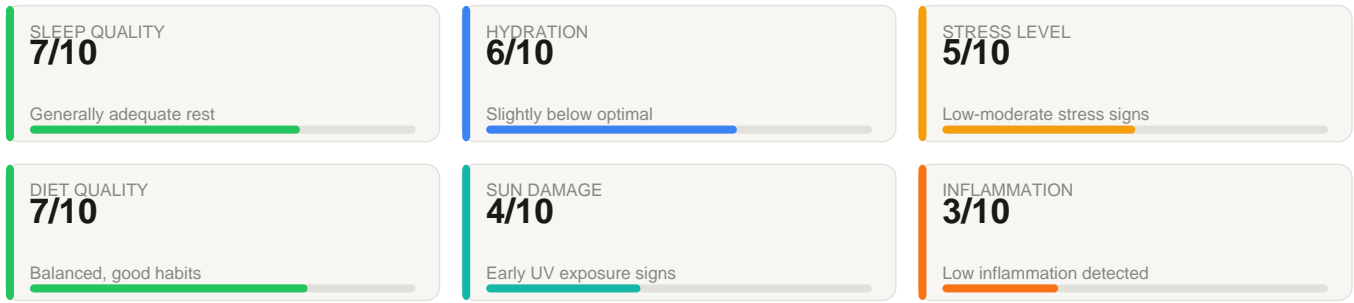 SLEEP QUALITY
7/10
Generally adequate rest
HYDRATION
6/10
Slightly below optimal
STRESS LEVEL
5/10
Low-moderate stress signs
DIET QUALITY
7/10
Balanced, good habits
SUN DAMAGE
4/10
Early UV exposure signs
INFLAMMATION
3/10
Low inflammation detected